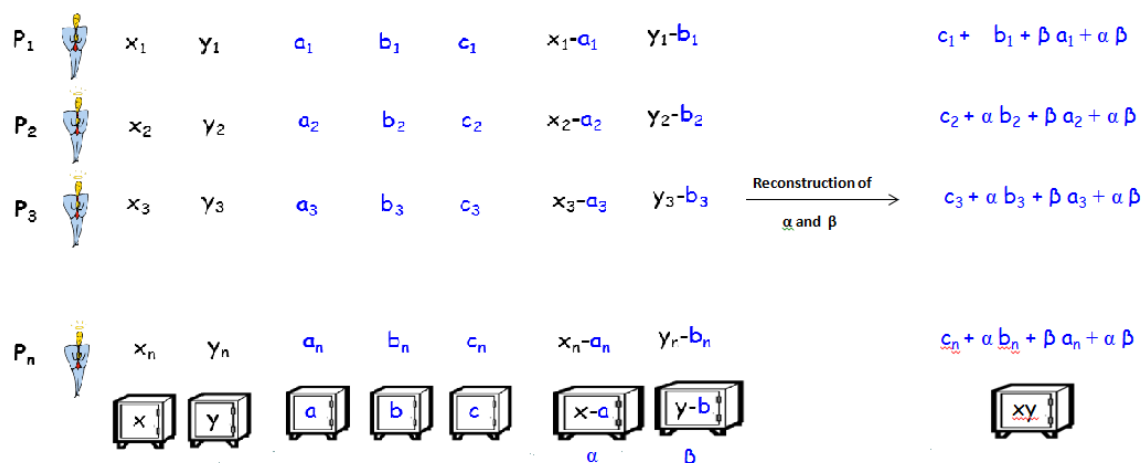 P₁ x₁ y₁ a₁ b₁ c₁ x₁-a₁ y₁-b₁ c₁ + b₁ + β a₁ + α β
P₂ x₂ y₂ a₂ b₂ c₂ x₂-a₂ y₂-b₂ c₂ + α b₂ + β a₂ + α β
P₃ x₃ y₃ a₃ b₃ c₃ x₃-a₃ y₃-b₃ Reconstruction of α and β c₃ + α b₃ + β a₃ + α β
Pₙ xₙ yₙ aₙ bₙ cₙ xₙ-aₙ yᵣ-bₙ cₙ + α bₙ + β aₙ + α β
x y a b c x-a y-b xy
α β